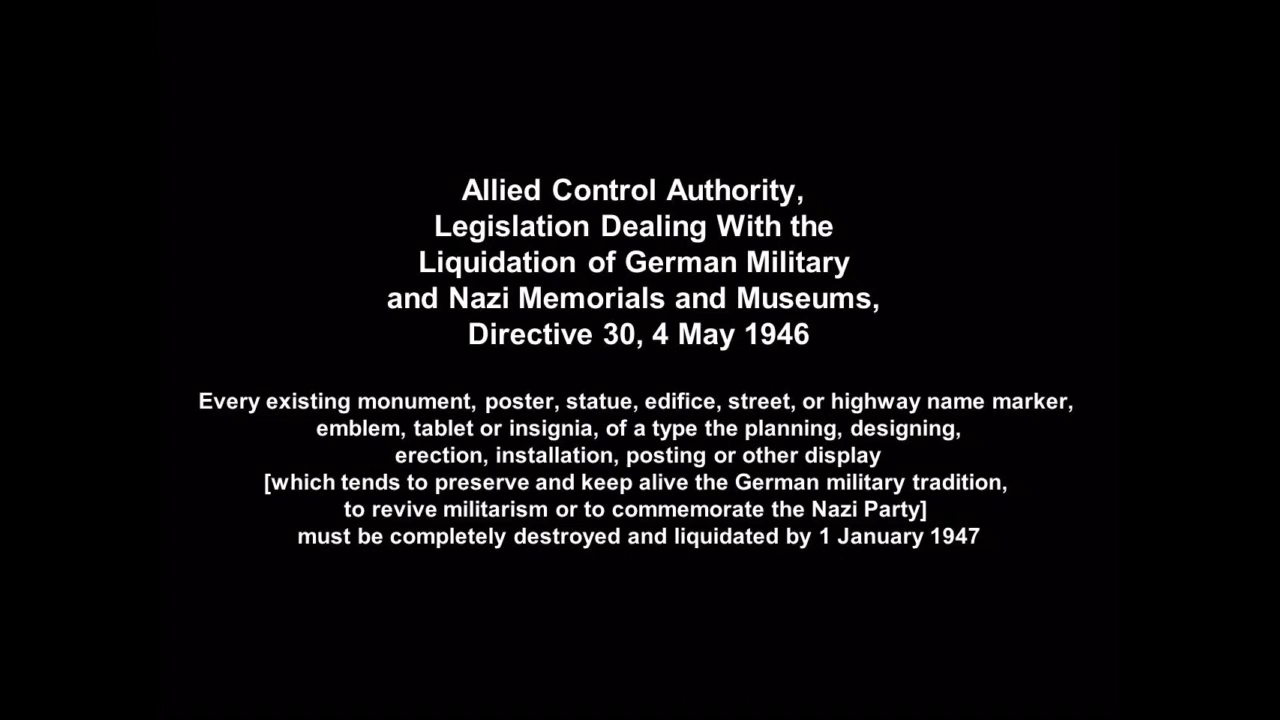 Allied Control Authority,
Legislation Dealing With the
Liquidation of German Military
and Nazi Memorials and Museums,
Directive 30, 4 May 1946
Every existing monument, poster, statue, edifice, street, or highway name marker,
emblem, tablet or insignia, of a type the planning, designing,
erection, installation, posting or other display
[which tends to preserve and keep alive the German military tradition,
to revive militarism or to commemorate the Nazi Party]
must be completely destroyed and liquidated by 1 January 1947